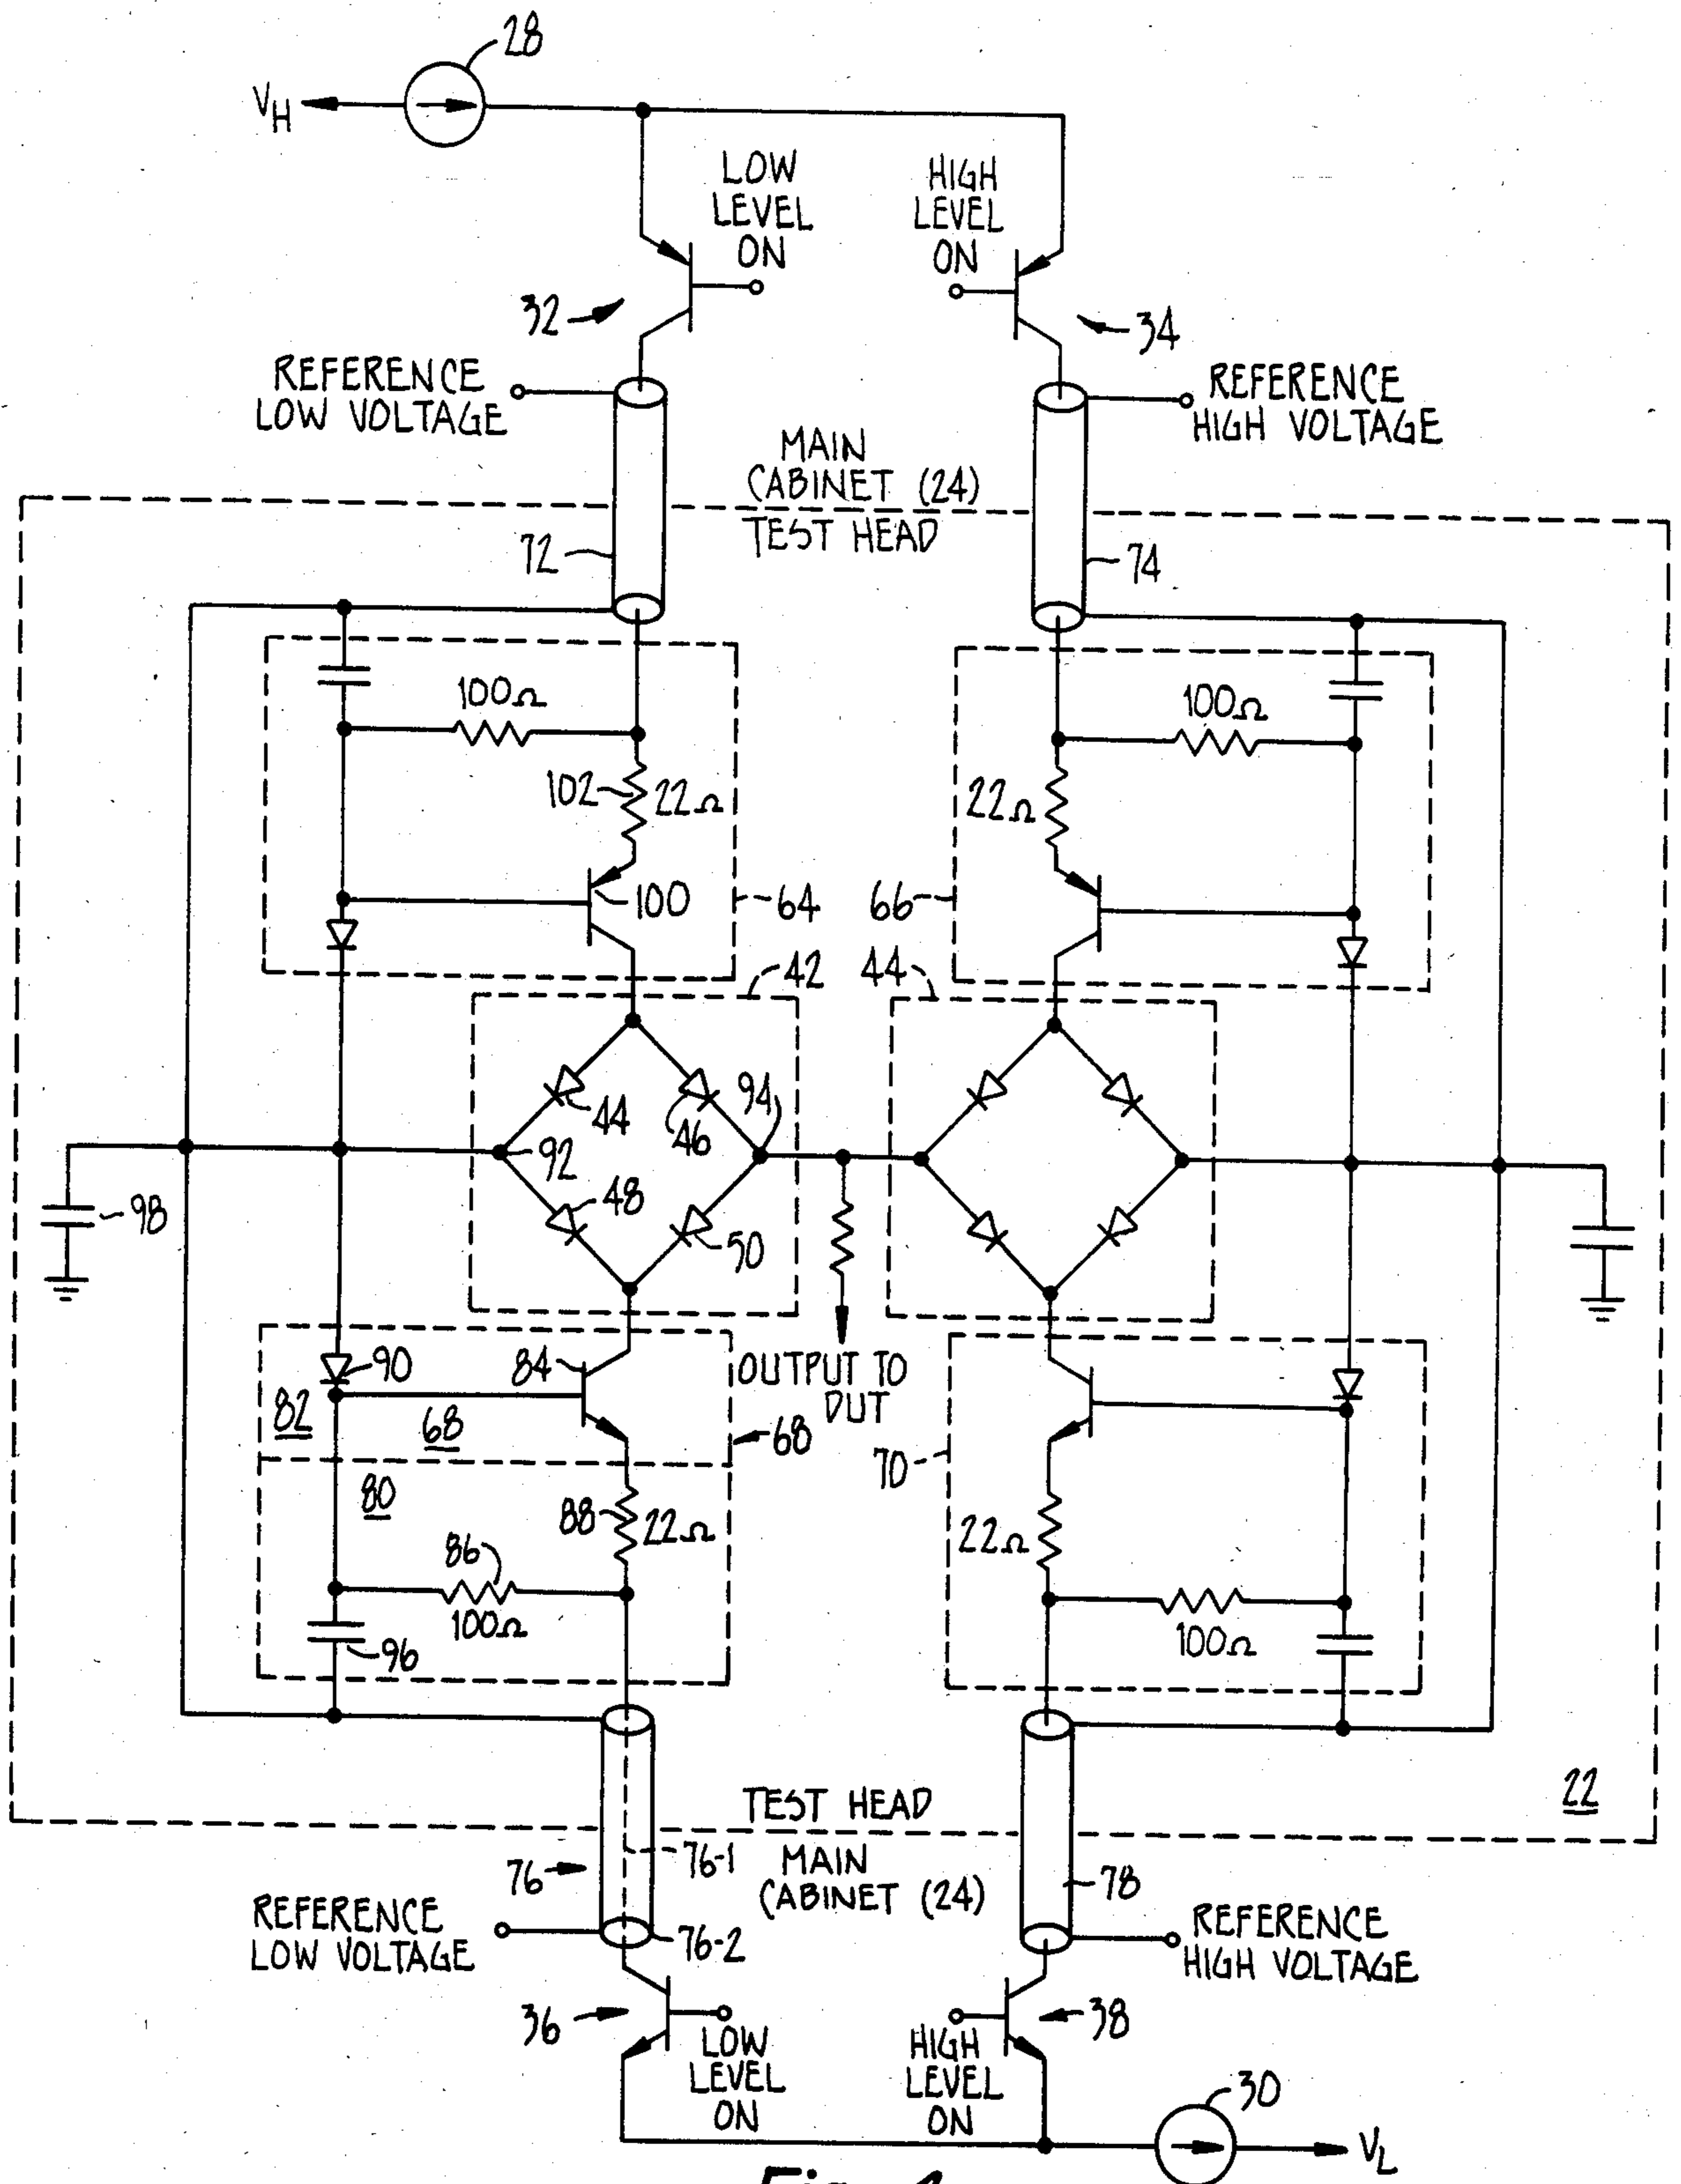 28
VH
LOW
LEVEL
ON
HIGH
LEVEL
ON
32
34
REFERENCE
LOW VOLTAGE
REFERENCE
HIGH VOLTAGE
MAIN
CABINET (24)
TEST HEAD
72
74
100Ω
100Ω
102
22Ω
22Ω
100
64
66
42
44
44
46
94
92
48
50
98
OUTPUT TO
DUT
90
84
82
68
68
70
80
88
22Ω
22Ω
86
100Ω
100Ω
96
22
TEST HEAD
MAIN
CABINET (24)
76
76-1
76-2
78
REFERENCE
LOW VOLTAGE
REFERENCE
HIGH VOLTAGE
36
38
LOW
LEVEL
ON
HIGH
LEVEL
ON
30
VL